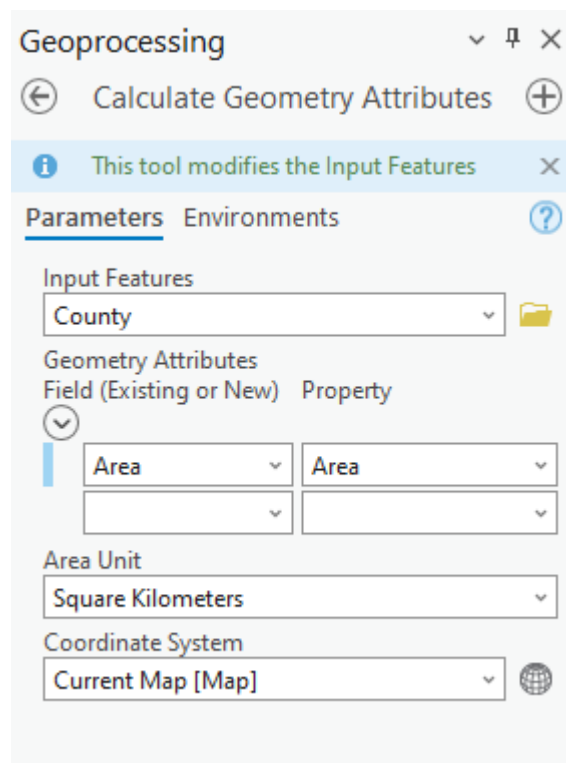 Geoprocessing
Calculate Geometry Attributes
This tool modifies the Input Features
Parameters Environments
Input Features
County
Geometry Attributes
Field (Existing or New) Property
Area Area
Area Unit
Square Kilometers
Coordinate System
Current Map [Map]